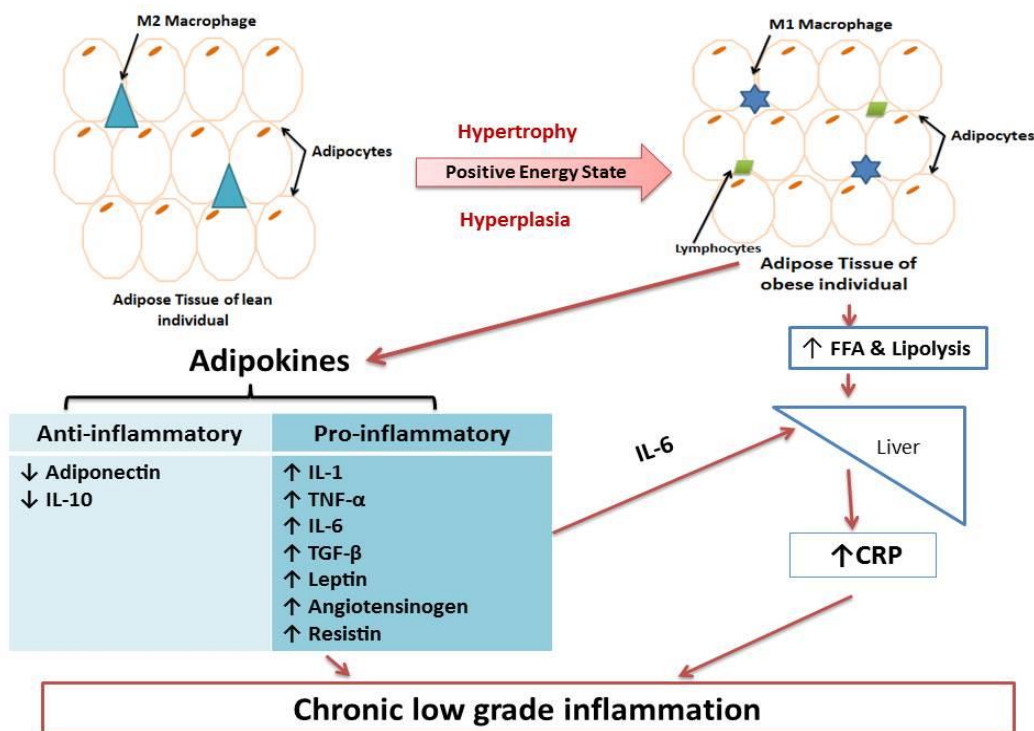 M2 Macrophage
Adipocytes
Adipose Tissue of lean
individual
Hypertrophy
Positive Energy State
Hyperplasia
M1 Macrophage
Adipocytes
Lymphocytes
Adipose Tissue of
obese individual
↑ FFA & Lipolysis
Adipokines
Anti-inflammatory
↓ Adiponectin
↓ IL-10
Pro-inflammatory
↑ IL-1
↑ TNF-α
↑ IL-6
↑ TGF-β
↑ Leptin
↑ Angiotensinogen
↑ Resistin
IL-6
Liver
↑CRP
Chronic low grade inflammation